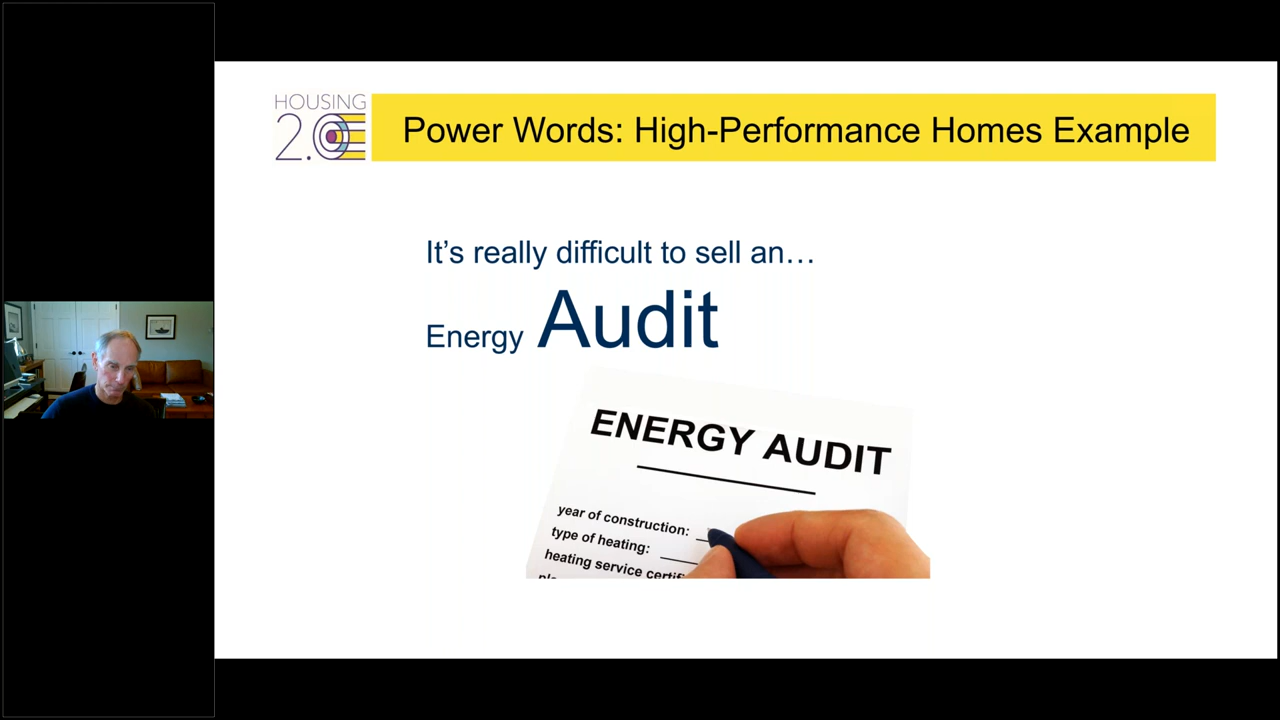 HOUSING
2.0
Power Words: High-Performance Homes Example
It's really difficult to sell an…
Energy Audit
ENERGY AUDIT
year of construction:
type of heating:
heating service